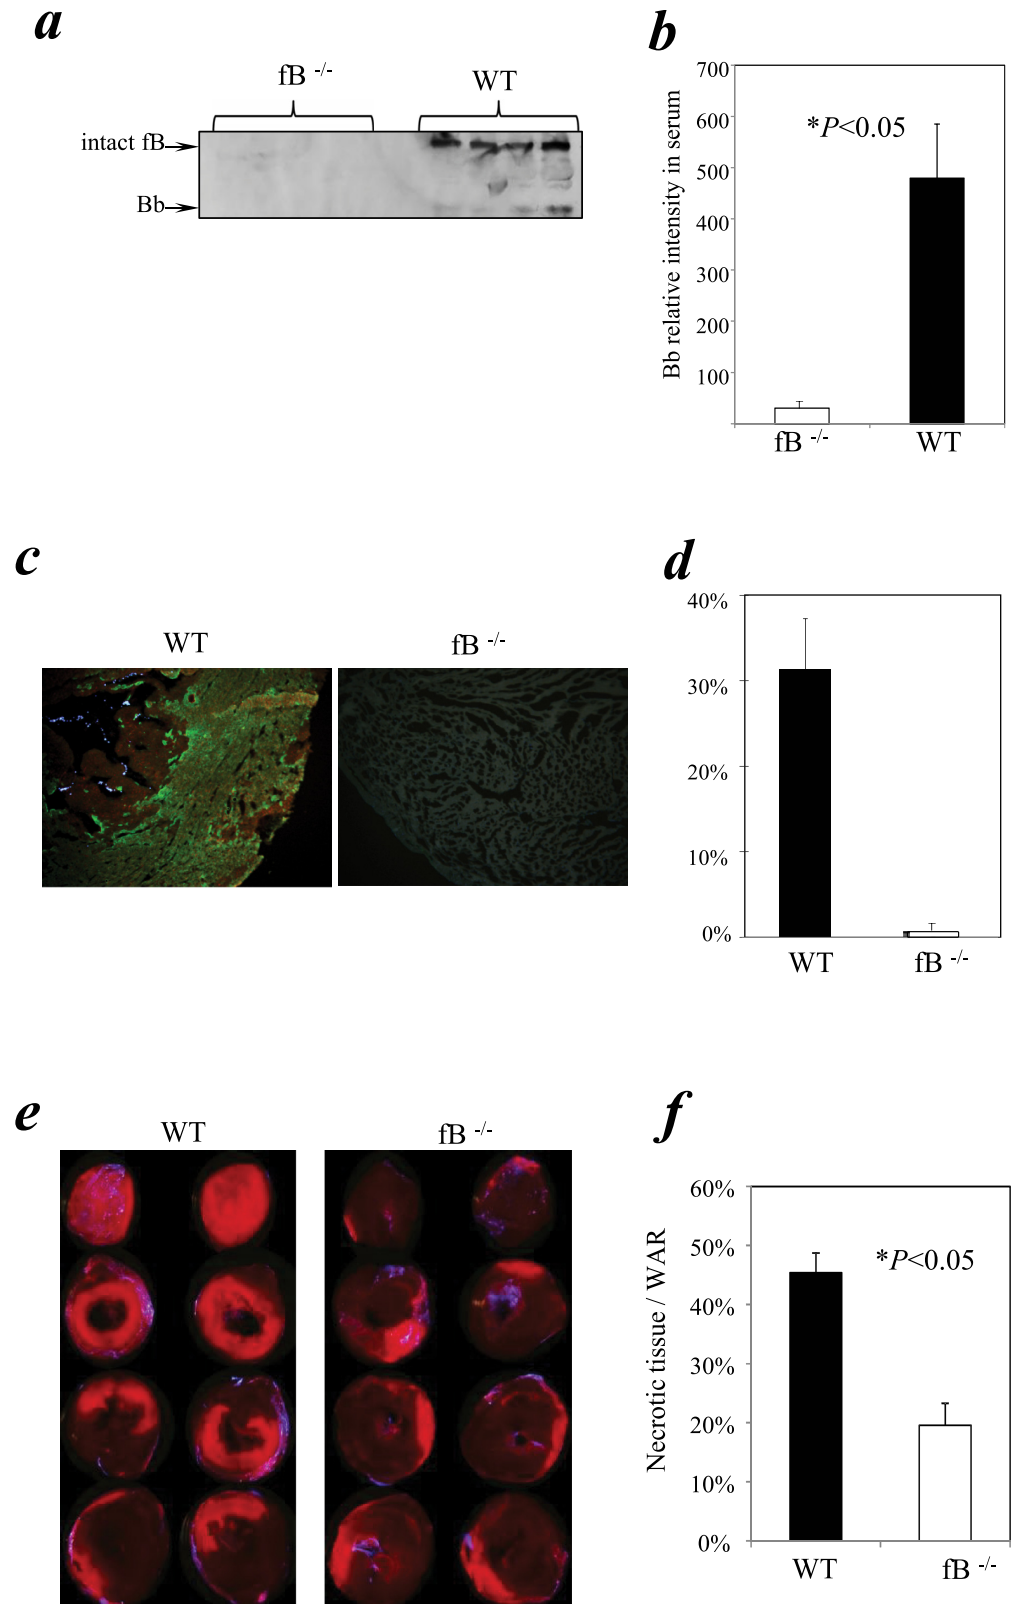 a
fB -/-
WT
intact fB
Bb
b
Bb relative intensity in serum
700
600
500
400
300
200
100
*P<0.05
fB -/-
WT
c
WT
fB -/-
d
40%
30%
20%
10%
0%
WT
fB -/-
e
WT
fB -/-
f
Necrotic tissue / WAR
60%
50%
40%
30%
20%
10%
0%
*P<0.05
WT
fB -/-